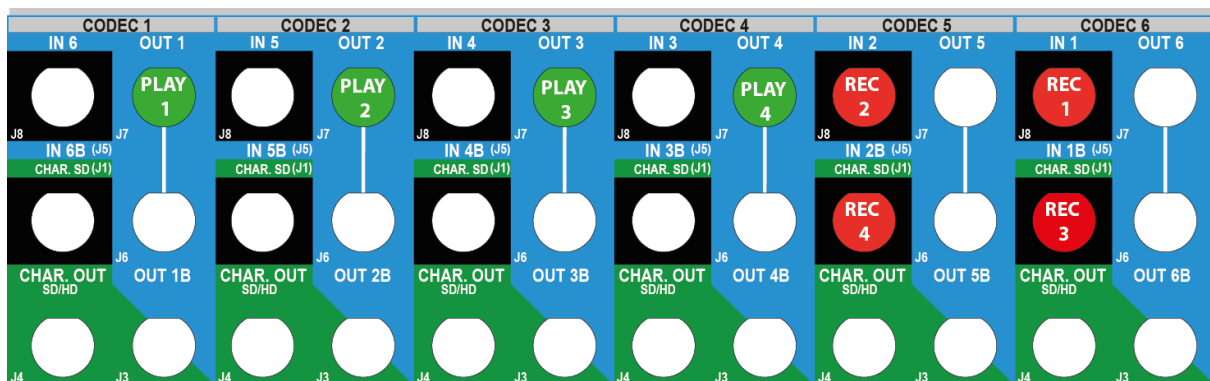 CODEC 1 CODEC 2 CODEC 3 CODEC 4 CODEC 5 CODEC 6
IN 6 OUT 1 IN 5 OUT 2 IN 4 OUT 3 IN 3 OUT 4 IN 2 OUT 5 IN 1 OUT 6
PLAY PLAY PLAY PLAY REC REC
1 2 3 4 2 1
J8 J7 J8 J7 J8 J7 J8 J7 J8 J7 J8 J7
IN 6B (J5) IN 5B (J5) IN 4B (J5) IN 3B (J5) IN 2B (J5) IN 1B (J5)
CHAR. SD (J1) CHAR. SD (J1) CHAR. SD (J1) CHAR. SD (J1) CHAR. SD (J1) CHAR. SD (J1)
REC REC
4 3
J6 J6 J6 J6 J6 J6
CHAR. OUT OUT 1B CHAR. OUT OUT 2B CHAR. OUT OUT 3B CHAR. OUT OUT 4B CHAR. OUT OUT 5B CHAR. OUT OUT 6B
SD/HD SD/HD SD/HD SD/HD SD/HD SD/HD
J4 J3 J4 J3 J4 J3 J4 J3 J4 J3 J4 J3